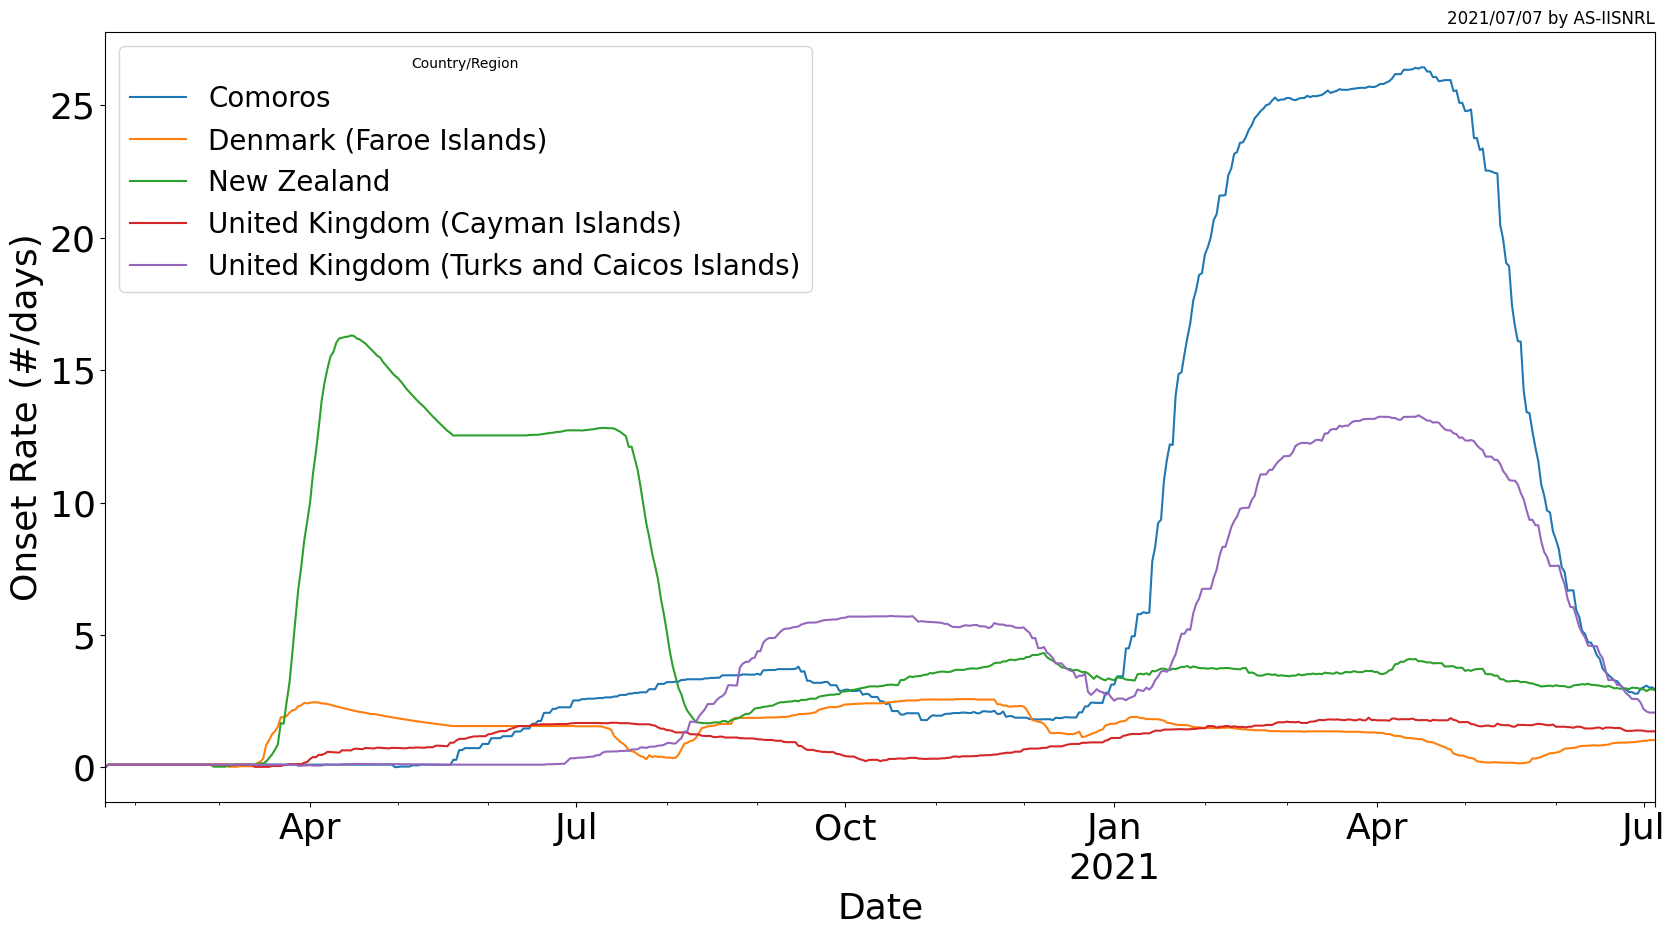 2021/07/07 by AS-IISNRL
Country/Region
Comoros
Denmark (Faroe Islands)
New Zealand
United Kingdom (Cayman Islands)
United Kingdom (Turks and Caicos Islands)
Onset Rate (#/days)
25
20
15
10
5
0
Apr Jul Oct Jan Apr Jul
2021
Date